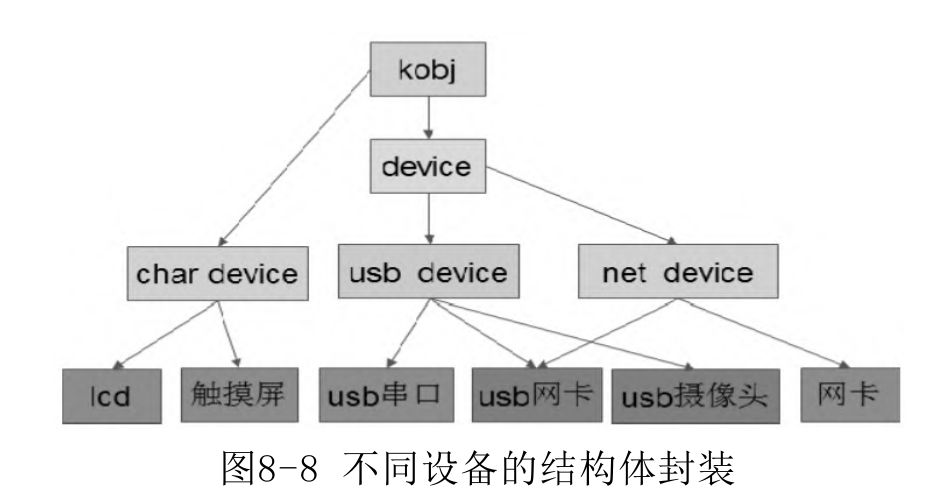 kobj
device
char device
usb device
net device
lcd
触摸屏
usb串口
usb网卡
usb摄像头
网卡
图8-8 不同设备的结构体封装